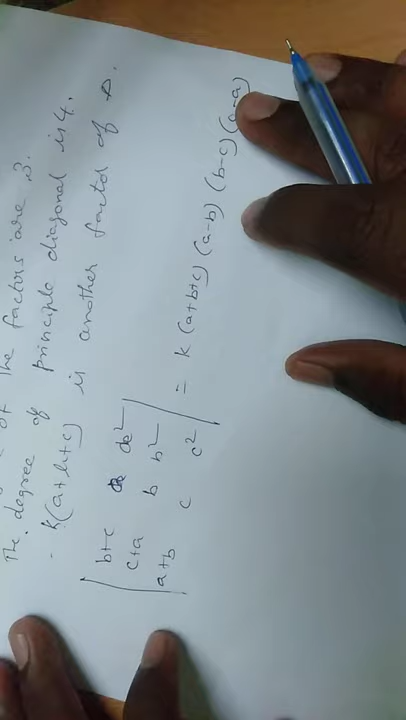 of the factors are 3.
The degree of principle diagonal is 4.
∴ k(a+b+c) is another factor of Δ.
| b+c a a² |
| c+a b b² | = k (a+b+c) (a-b) (b-c) (c-a)
| a+b c c² |